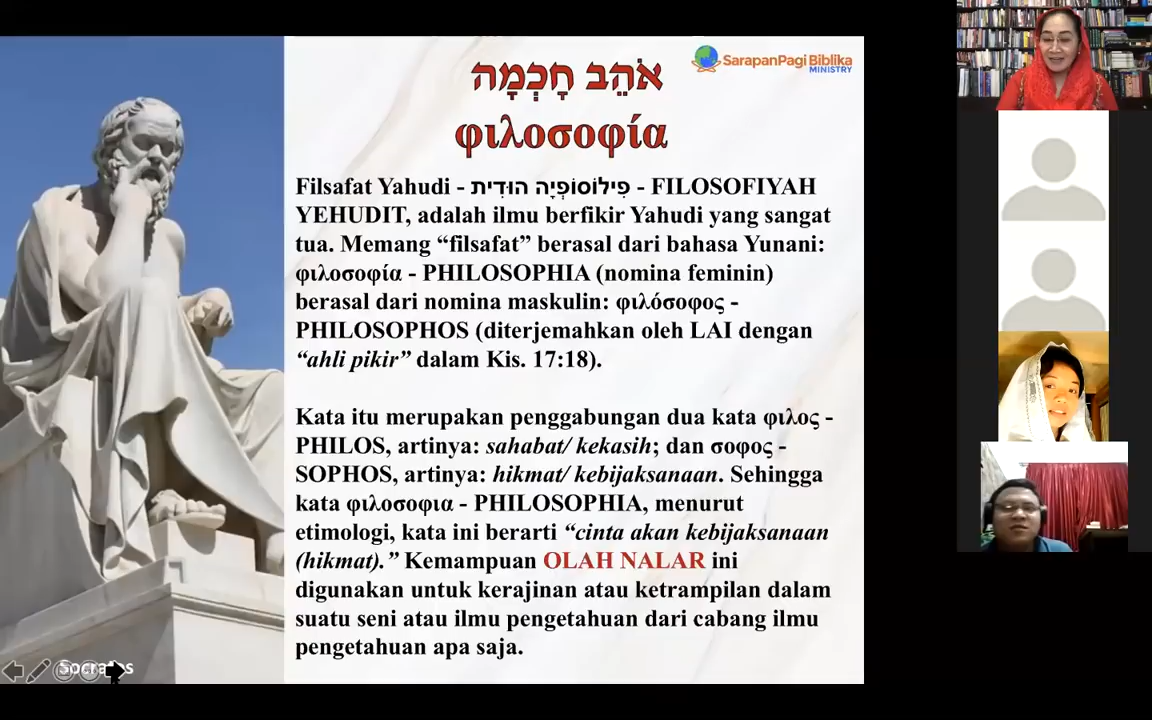 אֹהֵב חָכְמָה
φιλοσοφία
SarapanPagi Biblika
MINISTRY
Filsafat Yahudi - פִילוֹסוֹפְיָה הוּדִית - FILOSOFIYAH
YEHUDIT, adalah ilmu berfikir Yahudi yang sangat
tua. Memang “filsafat” berasal dari bahasa Yunani:
φιλοσοφία - PHILOSOPHIA (nomina feminin)
berasal dari nomina maskulin: φιλόσοφος -
PHILOSOPHOS (diterjemahkan oleh LAI dengan
“ahli pikir” dalam Kis. 17:18).
Kata itu merupakan penggabungan dua kata φιλος -
PHILOS, artinya: sahabat/ kekasih; dan σοφος -
SOPHOS, artinya: hikmat/ kebijaksanaan. Sehingga
kata φιλοσοφια - PHILOSOPHIA, menurut
etimologi, kata ini berarti “cinta akan kebijaksanaan
(hikmat).” Kemampuan OLAH NALAR ini
digunakan untuk kerajinan atau ketrampilan dalam
suatu seni atau ilmu pengetahuan dari cabang ilmu
pengetahuan apa saja.
Socrates